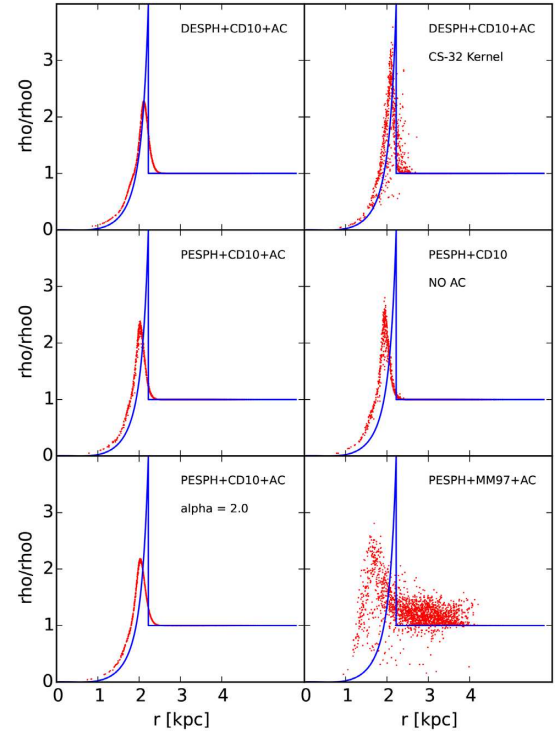 DESPH+CD10+AC
DESPH+CD10+AC
CS-32 Kernel
rho/rho0
3
2
1
0
PESPH+CD10+AC
PESPH+CD10
NO AC
rho/rho0
3
2
1
0
PESPH+CD10+AC
PESPH+MM97+AC
alpha = 2.0
rho/rho0
3
2
1
0
0 1 2 3 4 0 1 2 3 4
r [kpc] r [kpc]